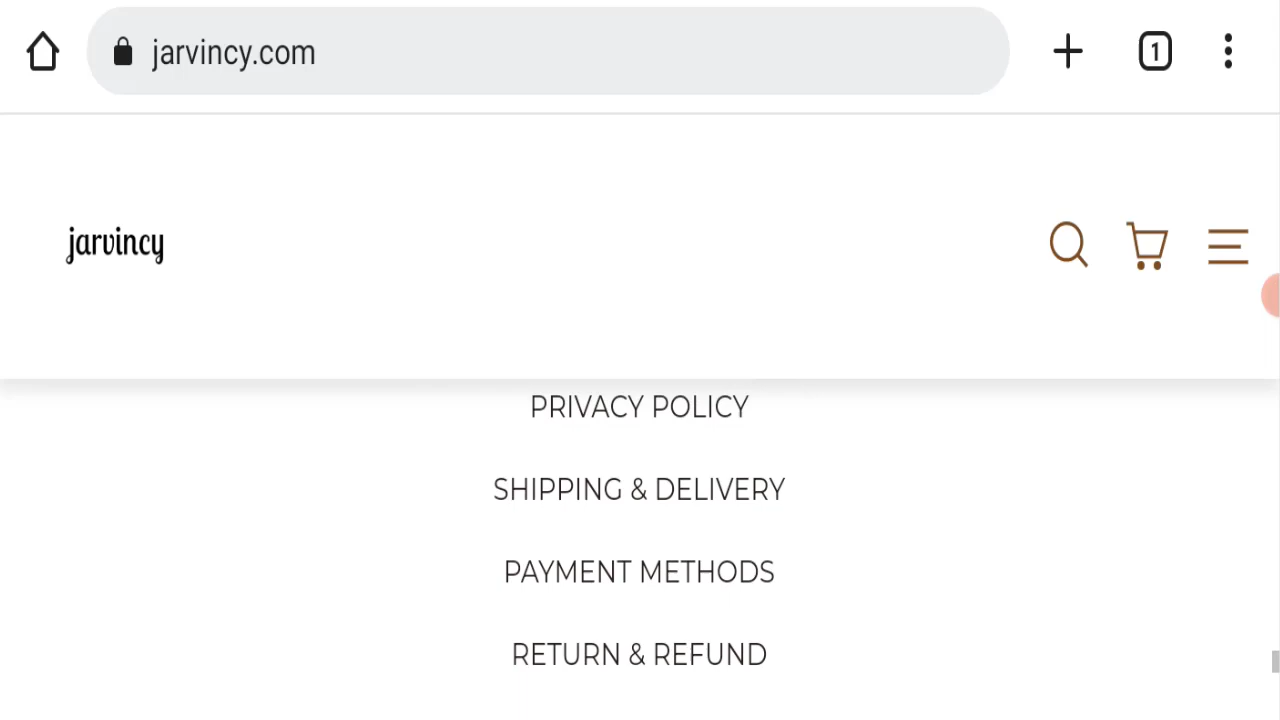 jarvincy.com
1
jarvincy
PRIVACY POLICY
SHIPPING & DELIVERY
PAYMENT METHODS
RETURN & REFUND